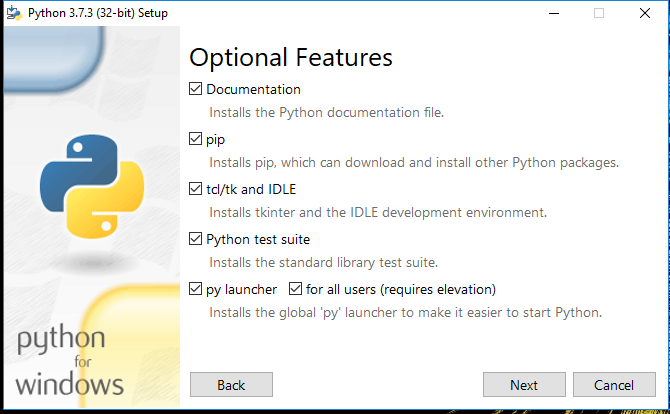 Python 3.7.3 (32-bit) Setup
Optional Features
Documentation
Installs the Python documentation file.
pip
Installs pip, which can download and install other Python packages.
tcl/tk and IDLE
Installs tkinter and the IDLE development environment.
Python test suite
Installs the standard library test suite.
py launcher for all users (requires elevation)
Installs the global 'py' launcher to make it easier to start Python.
python
for
windows
Back Next Cancel